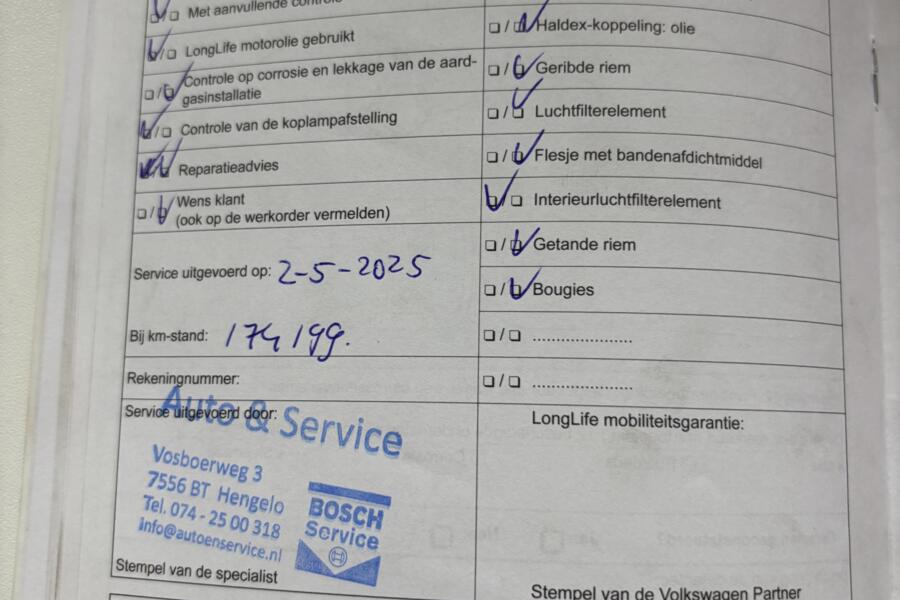 Met aanvullende controle
LongLife motorolie gebruikt
Controle op corrosie en lekkage van de aard-
gasinstallatie
Controle van de koplampafstelling
Reparatieadvies
Wens klant
(ook op de werkorder vermelden)
Service uitgevoerd op: 2-5-2025
Bij km-stand: 174199.
Rekeningnummer:
Service uitgevoerd door:
Auto & Service
Vosboerweg 3
7556 BT Hengelo
Tel. 074 - 25 00 318
info@autoenservice.nl
BOSCH
Service
Stempel van de specialist
Haldex-koppeling: olie
Geribde riem
Luchtfilterelement
Flesje met bandenafdichtmiddel
Interieurluchtfilterelement
Getande riem
Bougies
/ .....................
/ .....................
LongLife mobiliteitsgarantie:
Stempel van de Volkswagen Partner